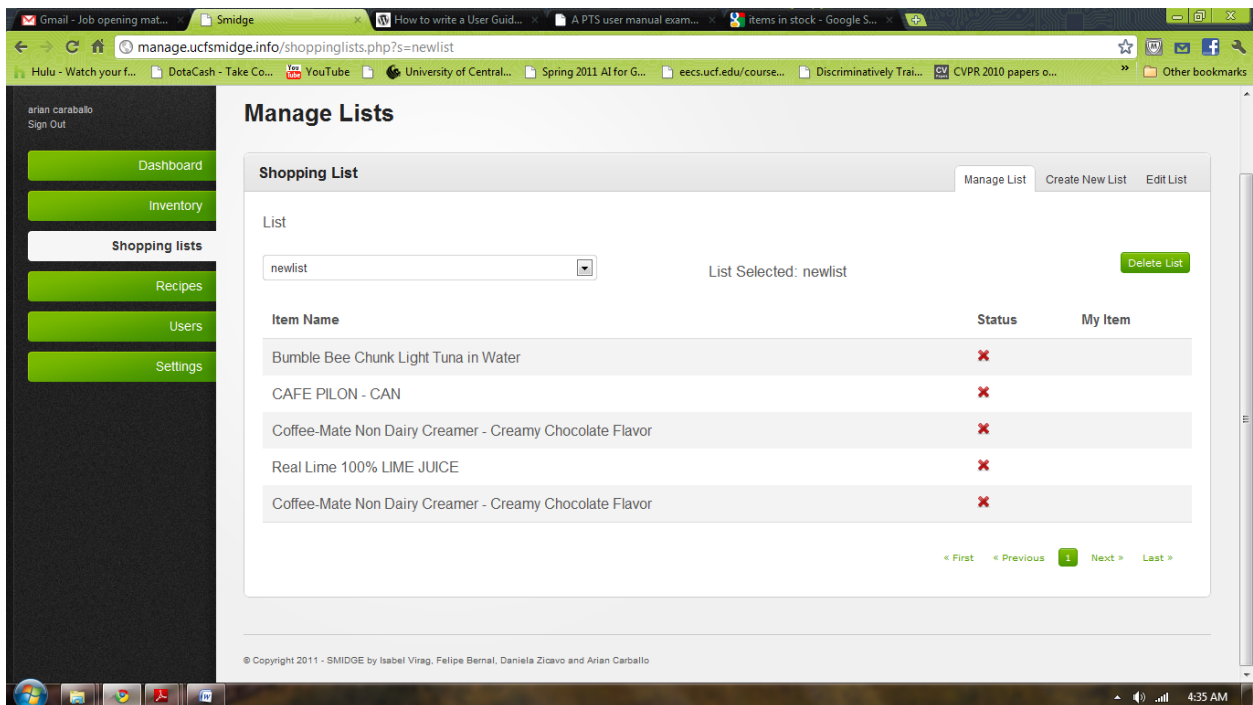 Gmail - Job opening mat... Smidge How to write a User Guid... A PTS user manual exam... items in stock - Google S...
manage.ucfsmidge.info/shoppinglists.php?s=newlist
Hulu - Watch your f... DotaCash - Take Co... YouTube University of Central... Spring 2011 AI for G... eecs.ucf.edu/course... Discriminatively Trai... CV CVPR 2010 papers o... » Other bookmarks
arian caraballo
Sign Out
Dashboard
Inventory
Shopping lists
Recipes
Users
Settings
Manage Lists
Shopping List Manage List Create New List Edit List
List
newlist List Selected: newlist Delete List
Item Name Status My Item
Bumble Bee Chunk Light Tuna in Water
CAFE PILON - CAN
Coffee-Mate Non Dairy Creamer - Creamy Chocolate Flavor
Real Lime 100% LIME JUICE
Coffee-Mate Non Dairy Creamer - Creamy Chocolate Flavor
« First « Previous 1 Next » Last »
© Copyright 2011 - SMIDGE by Isabel Virag, Felipe Bernal, Daniela Zicavo and Arian Carballo
4:35 AM